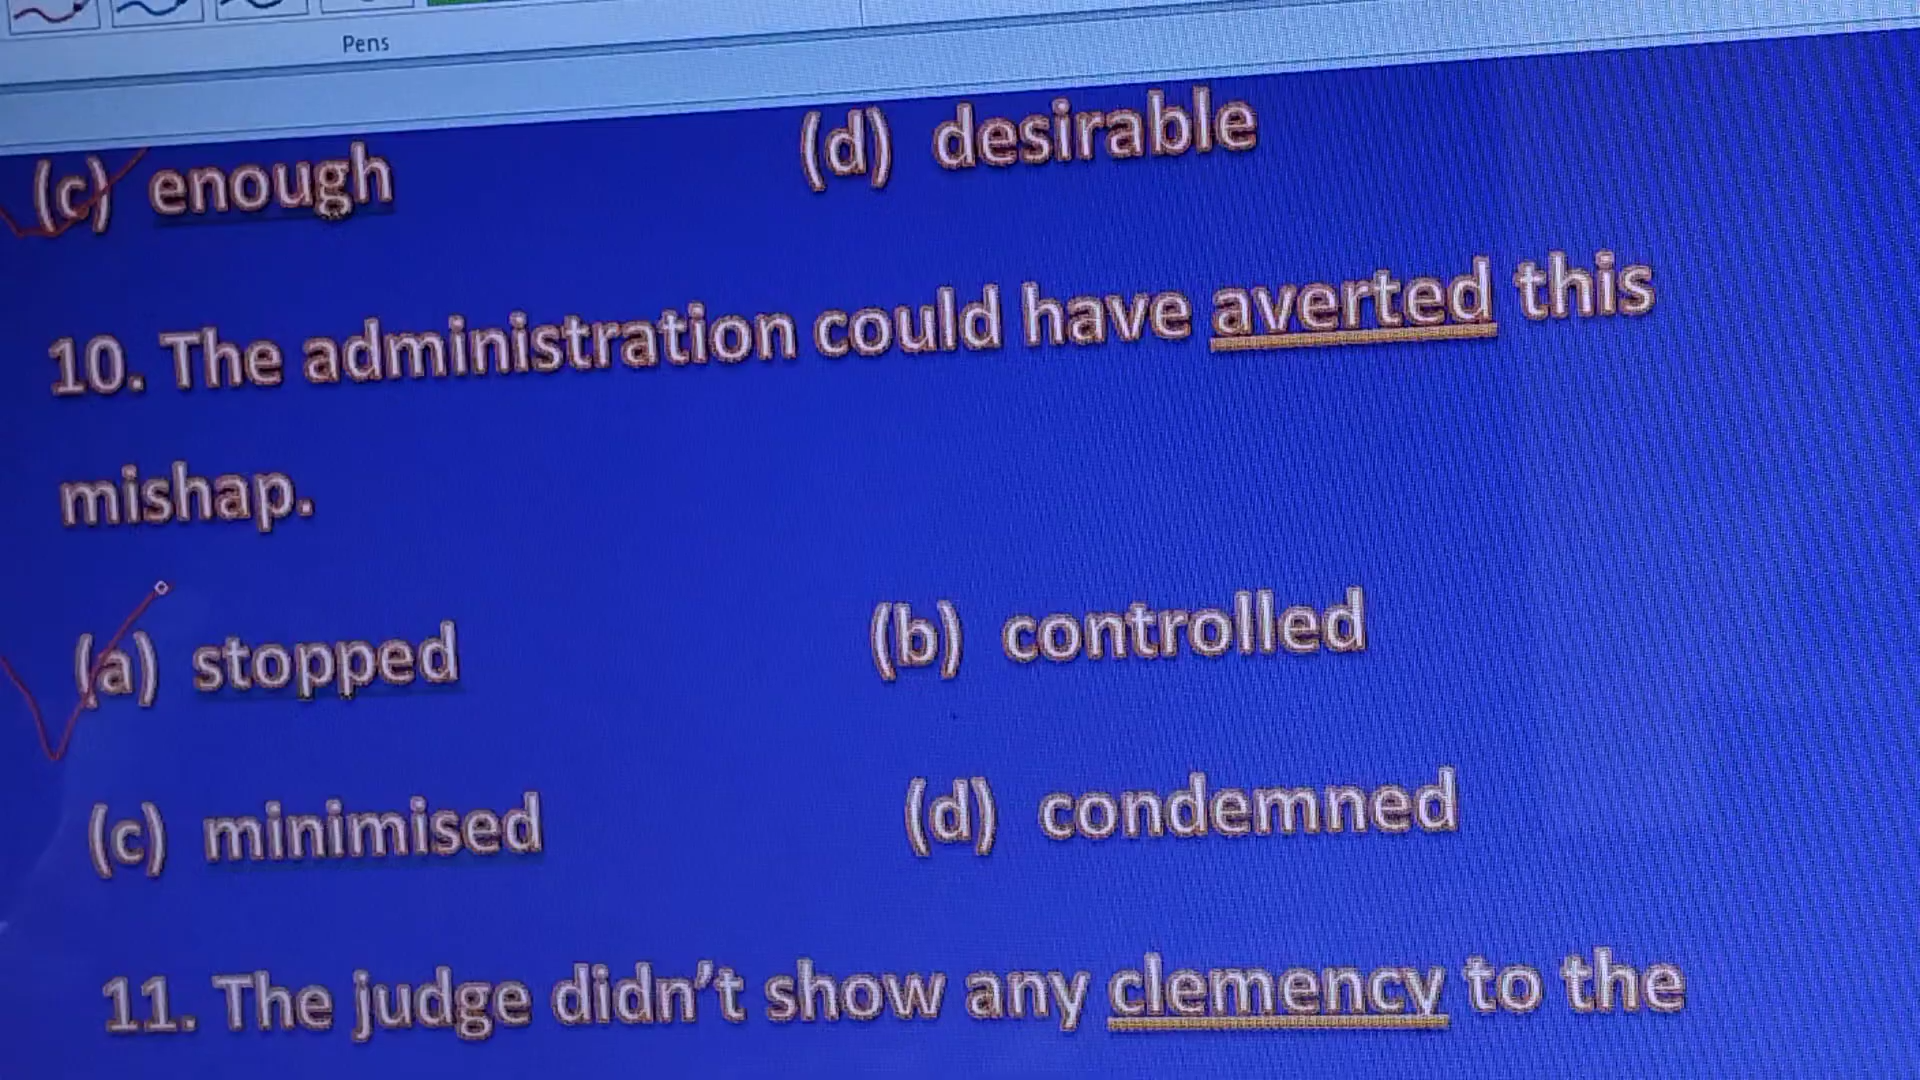 Pens
(c) enough (d) desirable
10. The administration could have averted this
mishap.
(a) stopped (b) controlled
(c) minimised (d) condemned
11. The judge didn't show any clemency to the